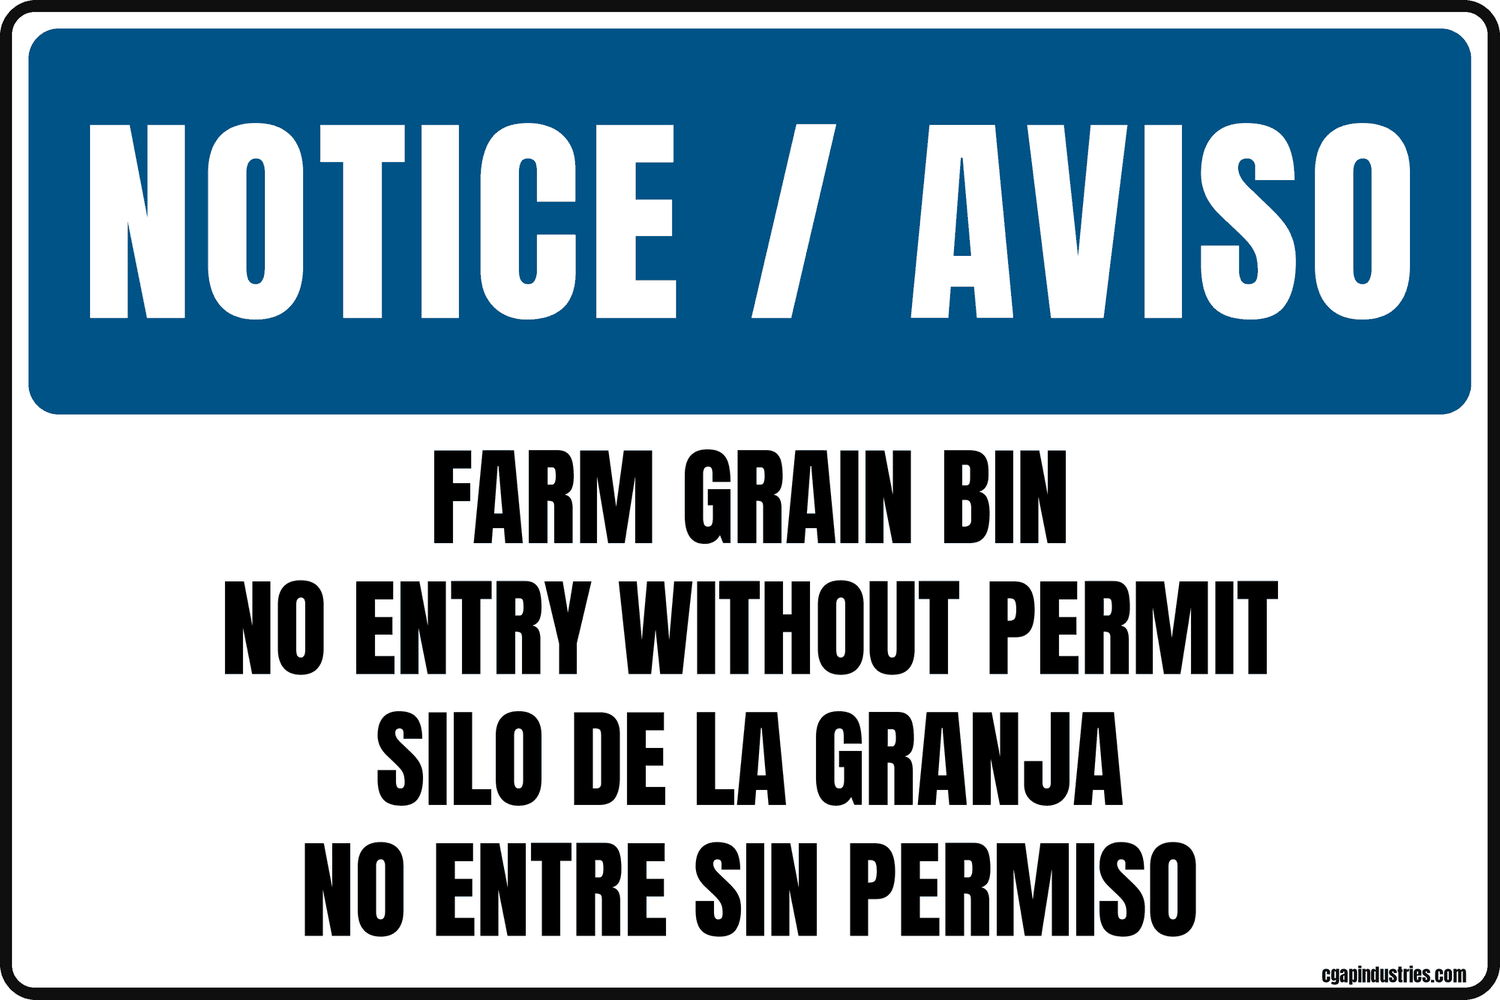 NOTICE / AVISO
FARM GRAIN BIN
NO ENTRY WITHOUT PERMIT
SILO DE LA GRANJA
NO ENTRE SIN PERMISO
cgapindustries.com